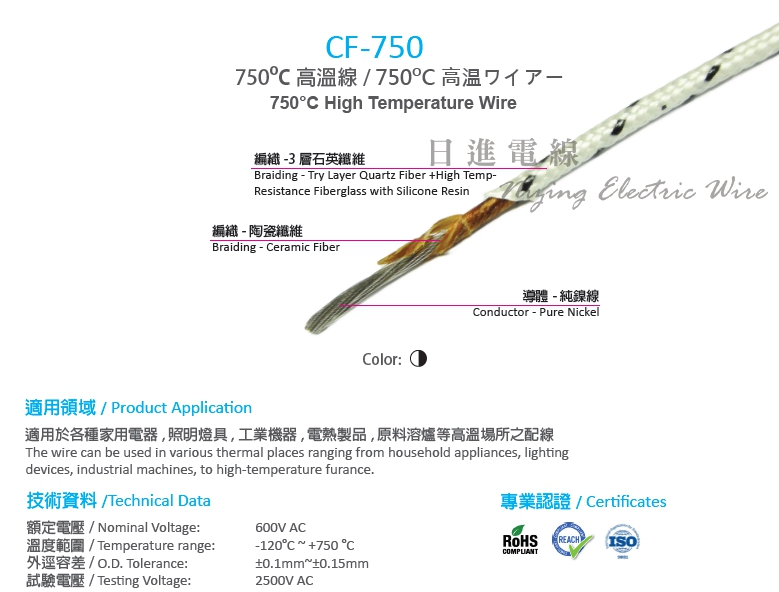 CF-750
750⁰C 高溫線 / 750°C 高温ワイアー
750°C High Temperature Wire
日進電線
Nizing Electric Wire
編織 -3 層石英纖維
Braiding - Try Layer Quartz Fiber +High Temp-
Resistance Fiberglass with Silicone Resin
編織 - 陶瓷纖維
Braiding - Ceramic Fiber
導體 - 純鎳線
Conductor - Pure Nickel
Color:
適用領域 / Product Application
適用於各種家用電器 , 照明燈具 , 工業機器 , 電熱製品 , 原料溶爐等高溫場所之配線
The wire can be used in various thermal places ranging from household appliances, lighting
devices, industrial machines, to high-temperature furance.
技術資料 /Technical Data
額定電壓 / Nominal Voltage: 600V AC
溫度範圍 / Temperature range: -120°C ~ +750 °C
外逕容差 / O.D. Tolerance: ±0.1mm~±0.15mm
試驗電壓 / Testing Voltage: 2500V AC
專業認證 / Certificates
RoHS
COMPLIANT
REACH
ISO